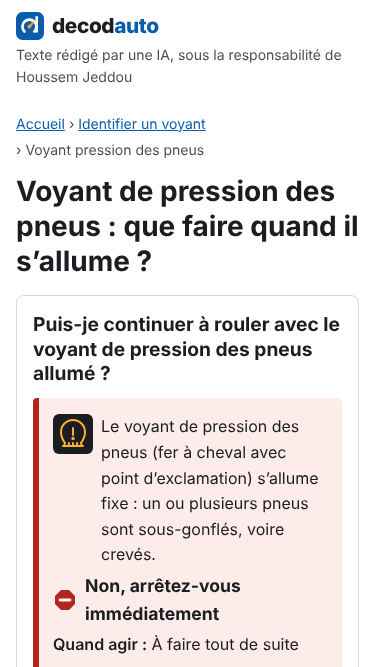 decodauto
Texte rédigé par une IA, sous la responsabilité de
Houssem Jeddou
Accueil › Identifier un voyant
› Voyant pression des pneus
Voyant de pression des
pneus : que faire quand il
s’allume ?
Puis-je continuer à rouler avec le
voyant de pression des pneus
allumé ?
Le voyant de pression des
pneus (fer à cheval avec
point d’exclamation) s’allume
fixe : un ou plusieurs pneus
sont sous-gonflés, voire
crevés.
Non, arrêtez-vous
immédiatement
Quand agir : À faire tout de suite